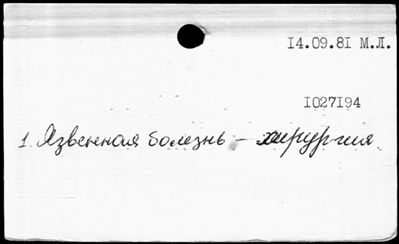 14.09.81 М.Л.
1027194
1. Язвенная болезнь – хирургия.